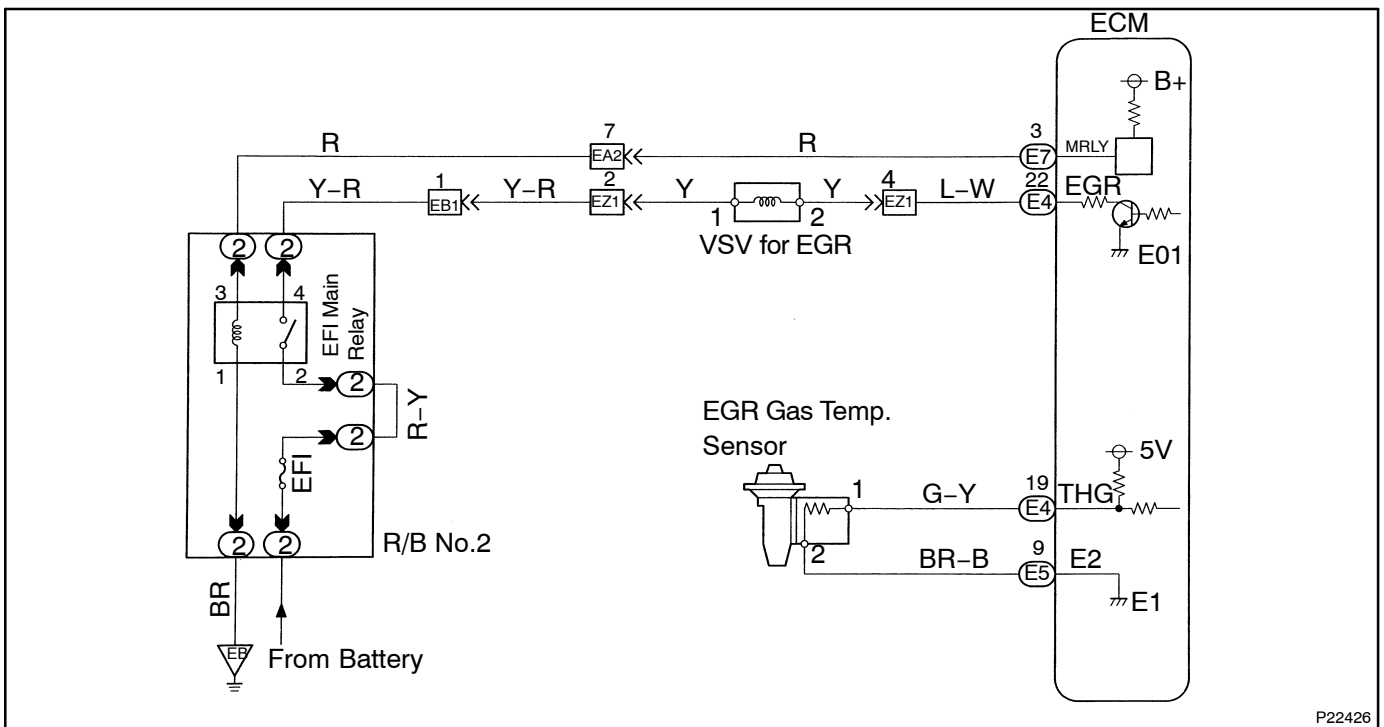 ECM
B+
7
3
R
EA2
R
E7
MRLY
Y–R
1
EB1
Y–R
2
EZ1
Y
1
2
Y
4
EZ1
L–W
22
E4
EGR
VSV for EGR
E01
2
2
3
4
EFI Main
Relay
1
2
2
R–Y
2
EFI
2
2
R/B No.2
BR
EB
From Battery
EGR Gas Temp.
Sensor
5V
1
G–Y
19
E4
THG
2
BR–B
9
E5
E2
E1
P22426